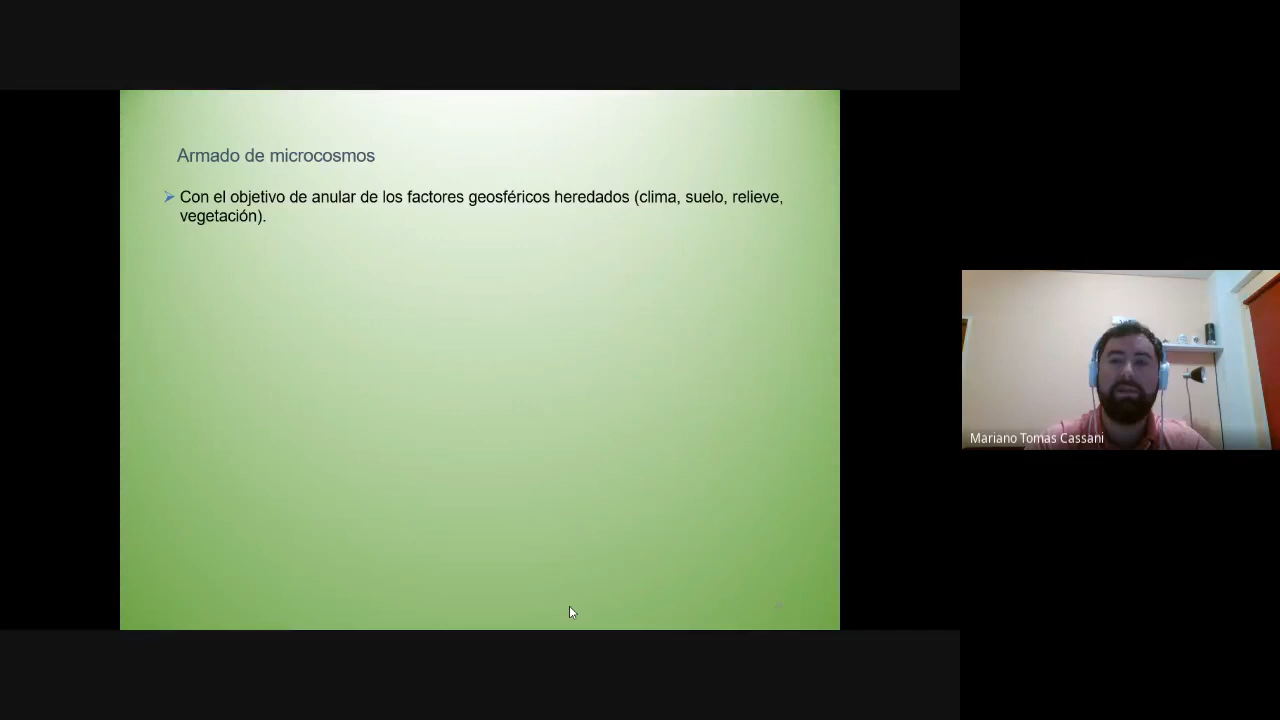 Armado de microcosmos
Con el objetivo de anular de los factores geosféricos heredados (clima, suelo, relieve,
vegetación).
Mariano Tomas Cassani